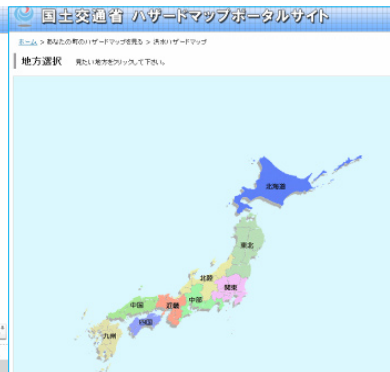 国土交通省 ハザードマップポータルサイト
ホーム > あなたの町のハザードマップを見る > 洪水ハザードマップ
地方選択 見たい地方をクリックして下さい。
北海道
東北
北陸
関東
中部
近畿
中国
四国
九州